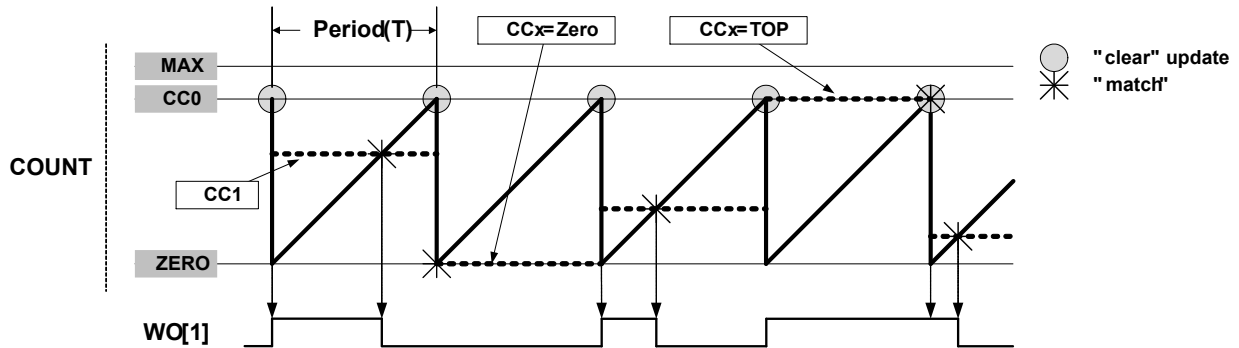 Period(T)
CCx=Zero
CCx=TOP
"clear" update
"match"
MAX
CC0
COUNT
CC1
ZERO
WO[1]